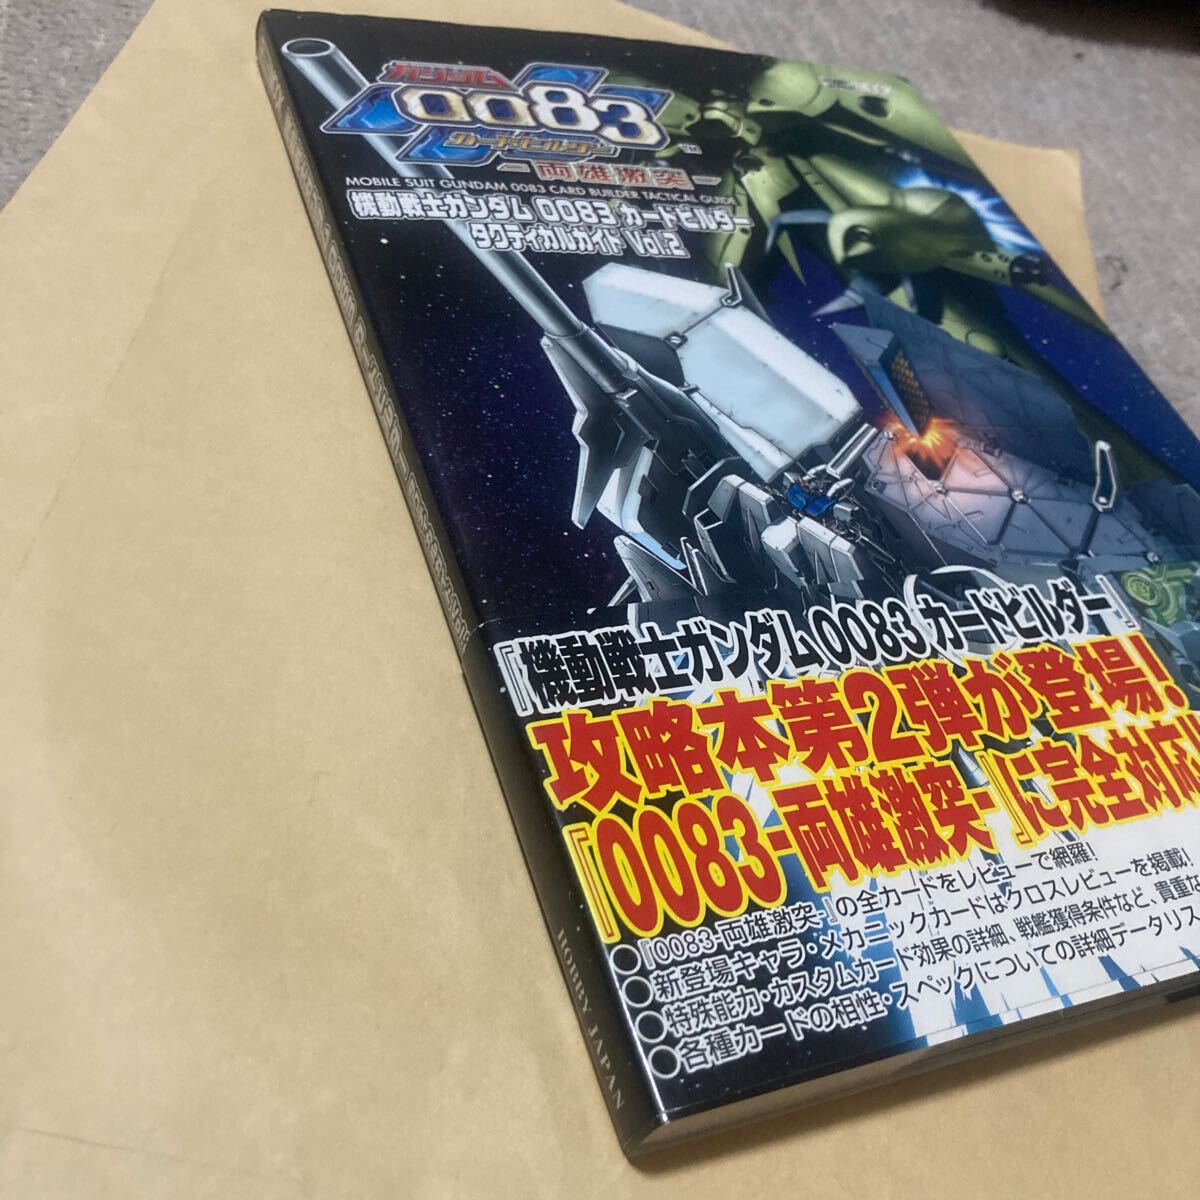 ガンダム
0083
カードビルダー
TM
-両雄激突-
MOBILE SUIT GUNDAM 0083 CARD BUILDER TACTICAL GUIDE
機動戦士ガンダム 0083 カードビルダー
タクティカルガイド Vol.2
『機動戦士ガンダム0083 カードビルダー』
攻略本第2弾が登場!
『0083-両雄激突-』に完全対応
○『0083-両雄激突-』の全カードをレビューで網羅!
○新登場キャラ・メカニックカードはクロスレビューを掲載!
○特殊能力・カスタムカード効果の詳細、戦艦獲得条件など、貴重な
○各種カードの相性・スペックについての詳細データリス
HOBBY JAPAN